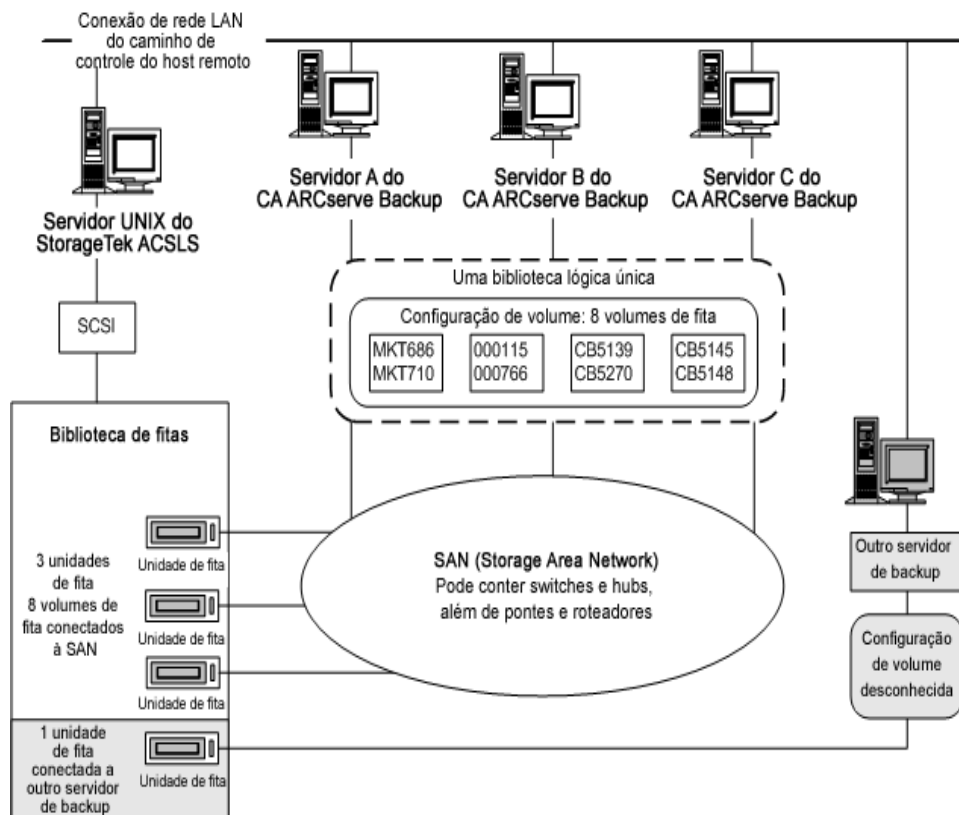 Conexão de rede LAN
do caminho de
controle do host remoto
Servidor UNIX do
StorageTek ACSLS
Servidor A do
CA ARCserve Backup
Servidor B do
CA ARCserve Backup
Servidor C do
CA ARCserve Backup
Uma biblioteca lógica única
Configuração de volume: 8 volumes de fita
MKT686
MKT710
000115
000766
CB5139
CB5270
CB5145
CB5148
SCSI
Biblioteca de fitas
3 unidades
de fita
8 volumes de
fita conectados
à SAN
Unidade de fita
Unidade de fita
Unidade de fita
1 unidade
de fita
conectada a
outro servidor
de backup
Unidade de fita
SAN (Storage Area Network)
Pode conter switches e hubs,
além de pontes e roteadores
Outro servidor
de backup
Configuração
de volume
desconhecida